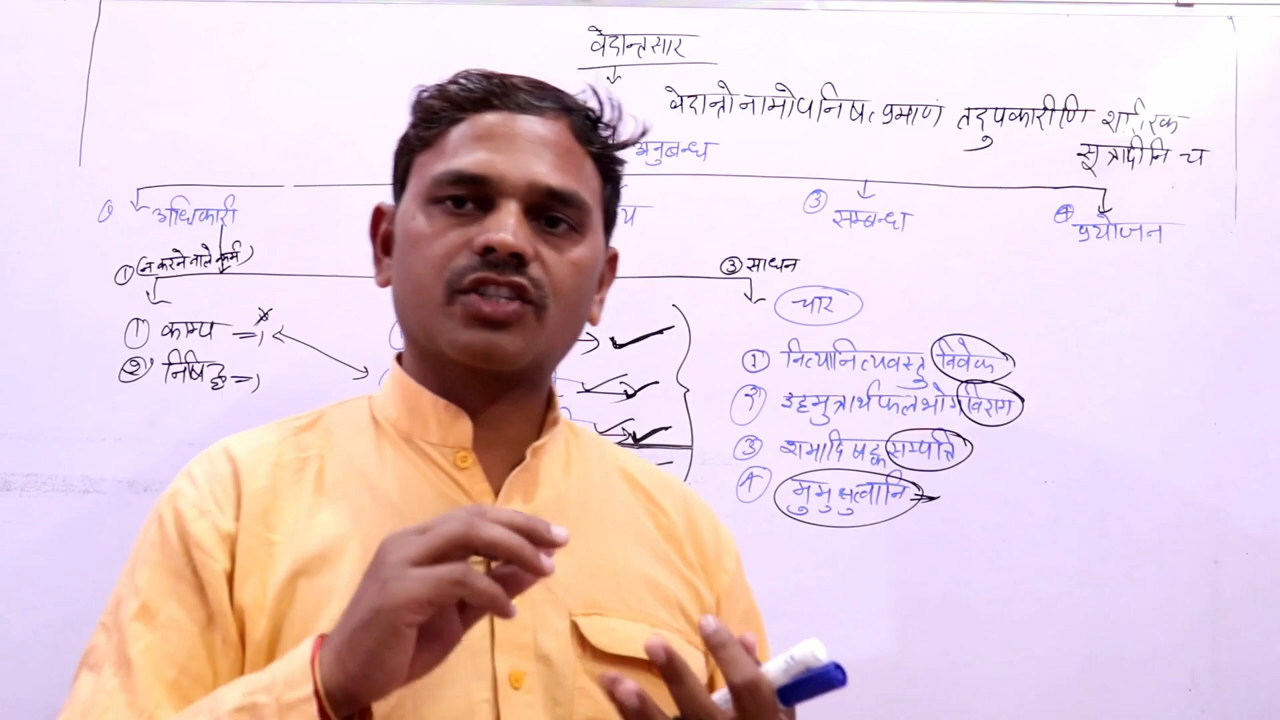 वेदान्तसार
वेदान्तो नामोपनिषत्प्रमाणं तदुपकारीणि शारीरक
सूत्रादीनि च
अनुबन्ध
① अधिकारी
य
③ सम्बन्ध
④ प्रयोजन
① (न करने वाले कर्म)
③ साधन
चार
① काम्य =,
② निषिद्ध =,
① नित्यानित्यवस्तु विवेक
② इहमुत्रार्थफलभोग विराग
③ शमादिषट्क सम्पत्ति
④ मुमुक्षुत्वानि